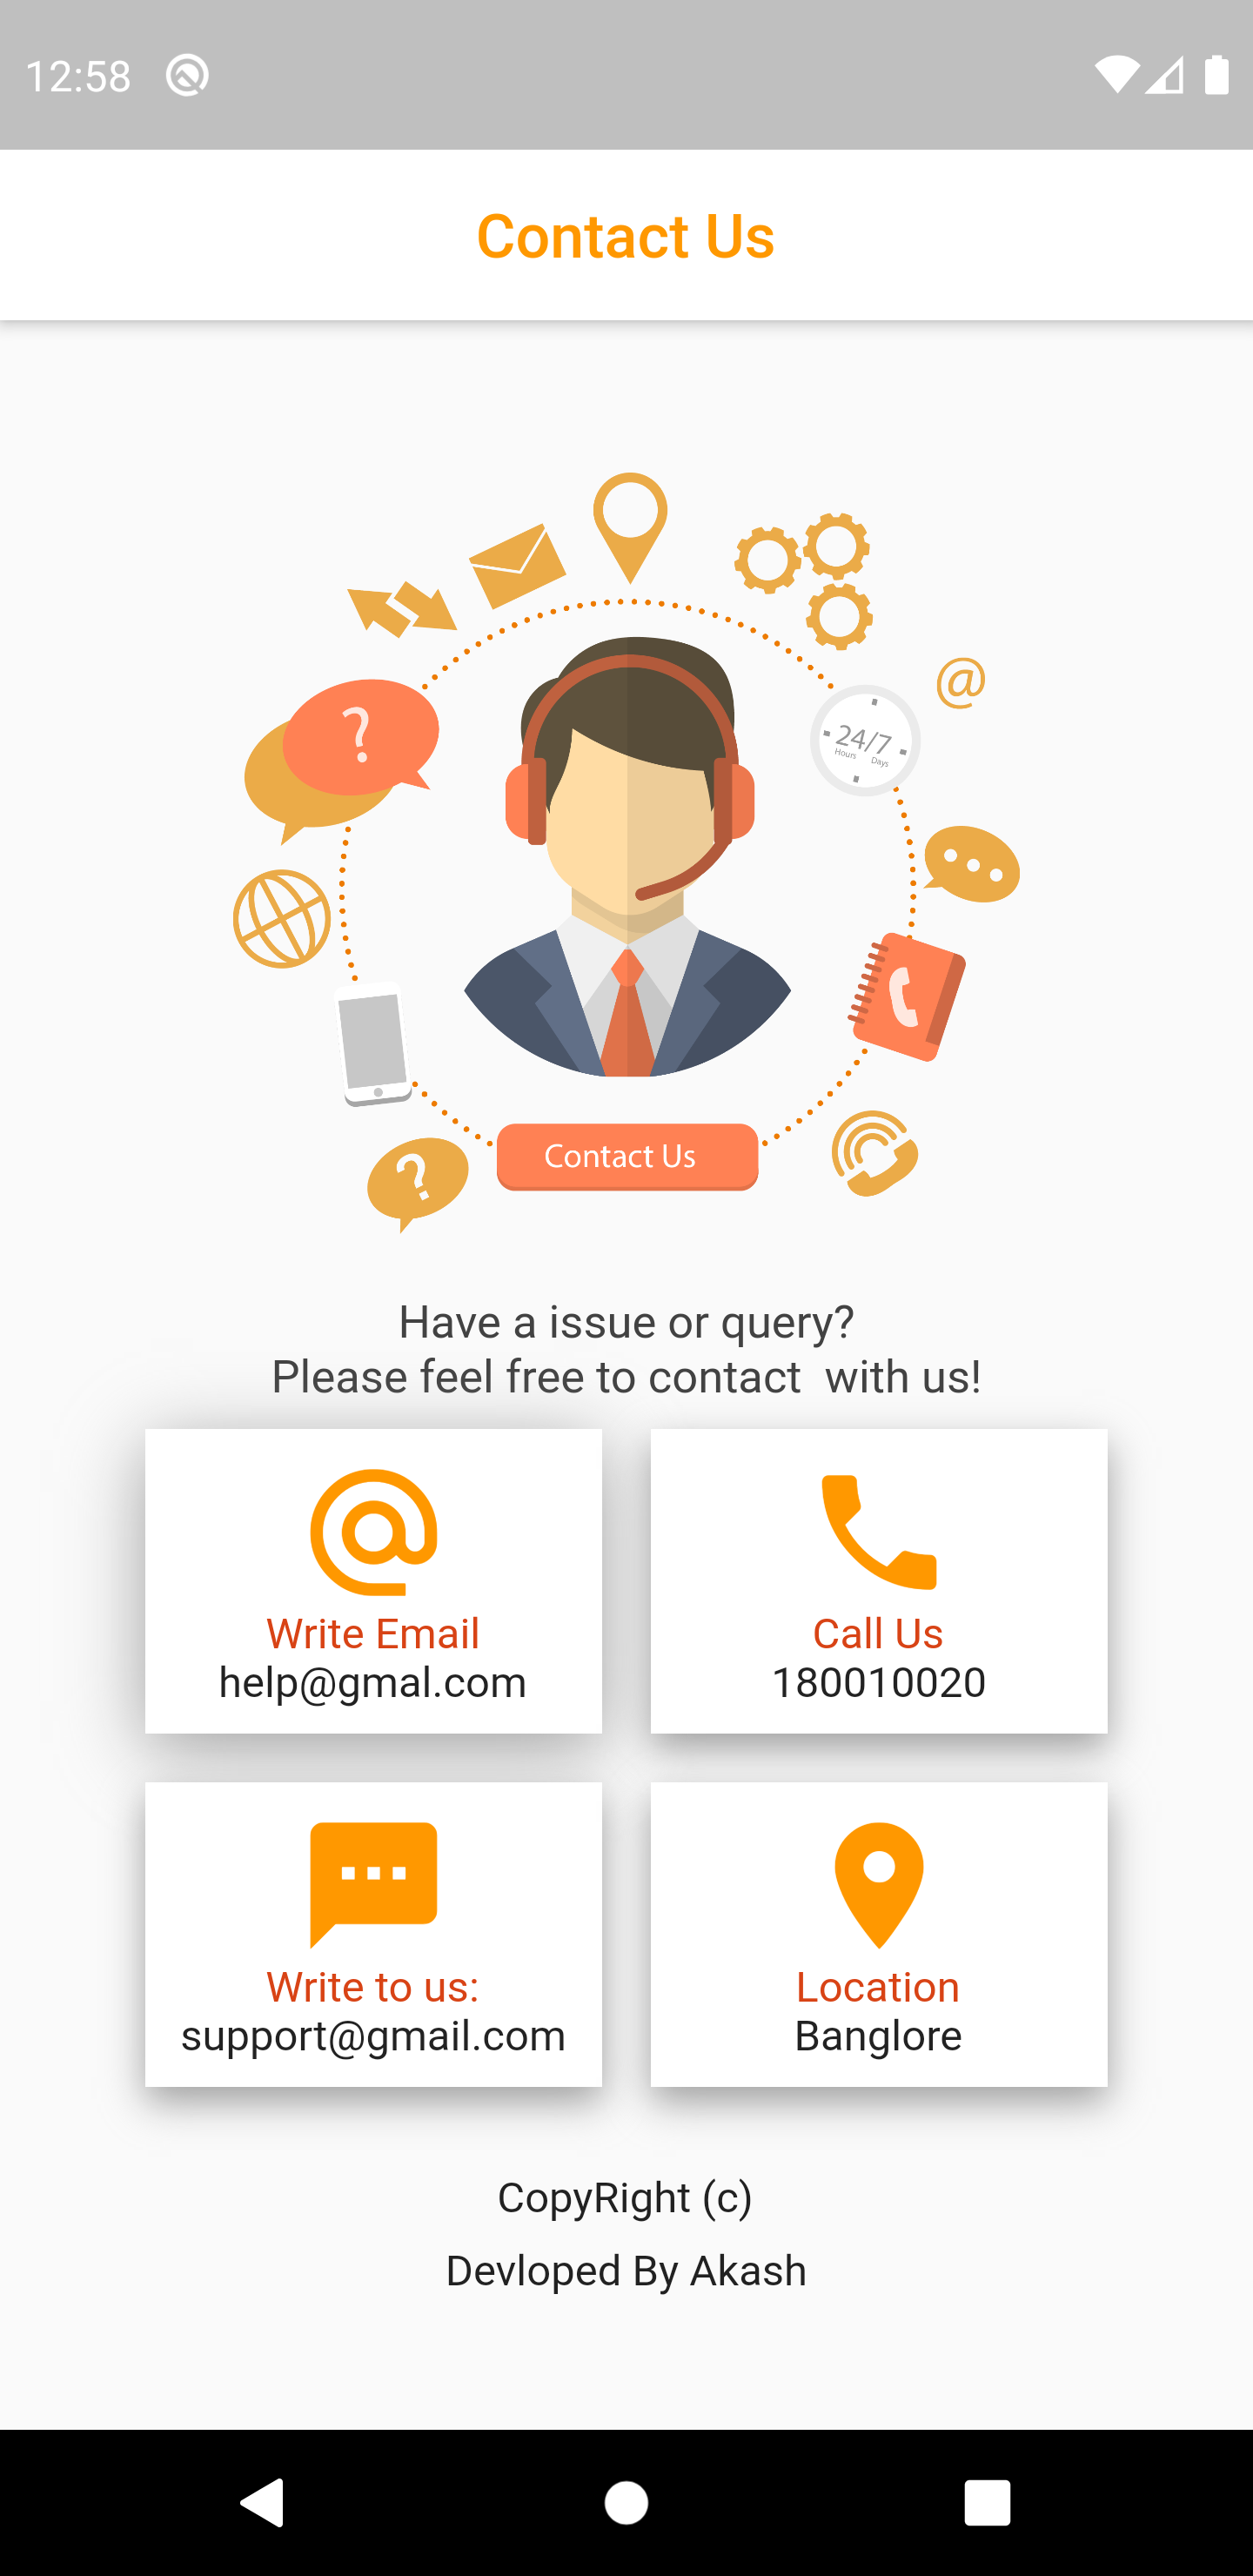 12:58
Contact Us
@
?
24/7
Hours Days
?
Contact Us
Have a issue or query?
Please feel free to contact  with us!
Write Email
help@gmal.com
Call Us
180010020
Write to us:
support@gmail.com
Location
Banglore
CopyRight (c)
Devloped By Akash